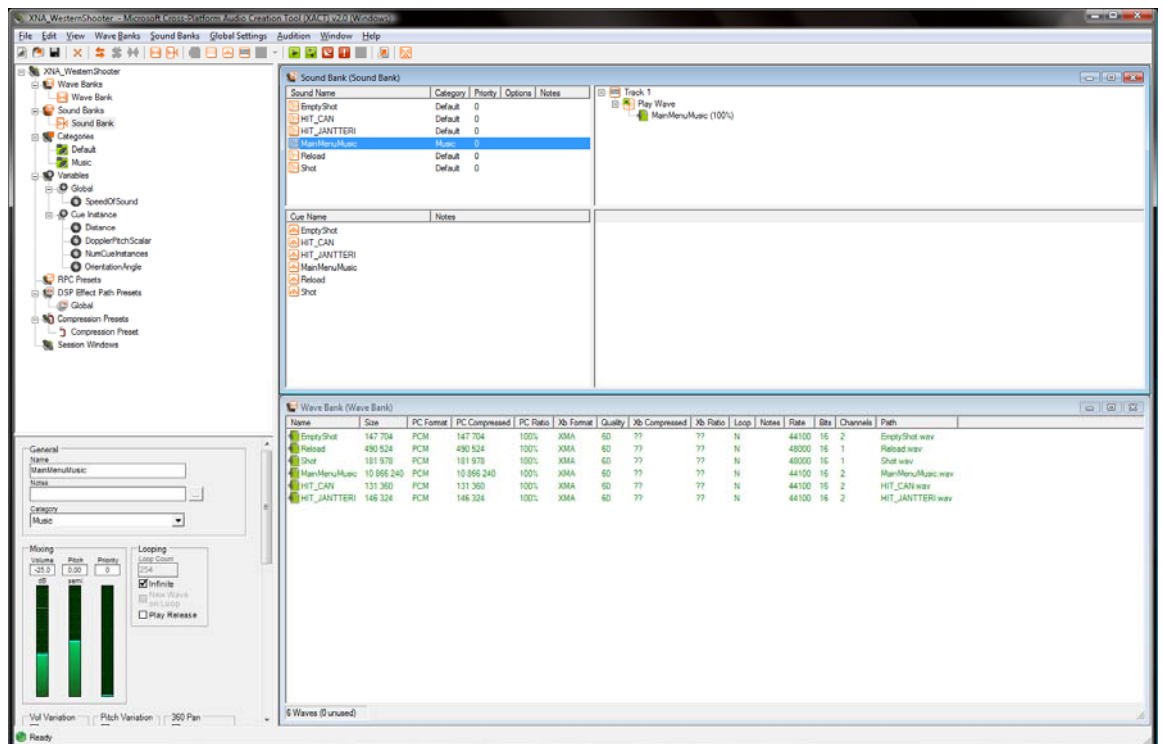 XNA_WesternShooter - Microsoft Cross-Platform Audio Creation Tool (XACT) v2.0 (Windows)
File Edit View Wave Banks Sound Banks Global Settings Audition Window Help
XNA_WesternShooter
Wave Banks
Wave Bank
Sound Banks
Sound Bank
Categories
Default
Music
Variables
Global
SpeedOfSound
Cue Instance
Distance
DopplerPitchScalar
NumCueInstances
OrientationAngle
RPC Presets
DSP Effect Path Presets
Global
Compression Presets
Compression Preset
Session Windows
General
Name
MainMenuMusic
Notes
Category
Music
Mixing
Volume Pitch Priority
-25.0 0.00 0
dB semi
Looping
Loop Count
254
Infinite
New Wave
on Loop
Play Release
Vol Variation Pitch Variation 360 Pan
Sound Bank (Sound Bank)
Sound Name Category Priority Options Notes
EmptyShot Default 0
HIT_CAN Default 0
HIT_JANTTERI Default 0
MainMenuMusic Music 0
Reload Default 0
Shot Default 0
Track 1
Play Wave
MainMenuMusic (100%)
Cue Name Notes
EmptyShot
HIT_CAN
HIT_JANTTERI
MainMenuMusic
Reload
Shot
Wave Bank (Wave Bank)
Name Size PC Format PC Compressed PC Ratio Xb Format Quality Xb Compressed Xb Ratio Loop Notes Rate Bits Channels Path
EmptyShot 147 704 PCM 147 704 100% XMA 60 ?? ?? N 44100 16 2 EmptyShot.wav
Reload 490 524 PCM 490 524 100% XMA 60 ?? ?? N 48000 16 1 Reload.wav
Shot 181 978 PCM 181 978 100% XMA 60 ?? ?? N 48000 16 1 Shot.wav
MainMenuMusic 10 866 240 PCM 10 866 240 100% XMA 60 ?? ?? N 44100 16 2 MainMenuMusic.wav
HIT_CAN 131 360 PCM 131 360 100% XMA 60 ?? ?? N 44100 16 2 HIT_CAN.wav
HIT_JANTTERI 146 324 PCM 146 324 100% XMA 60 ?? ?? N 44100 16 2 HIT_JANTTERI.wav
6 Waves (0 unused)
Ready